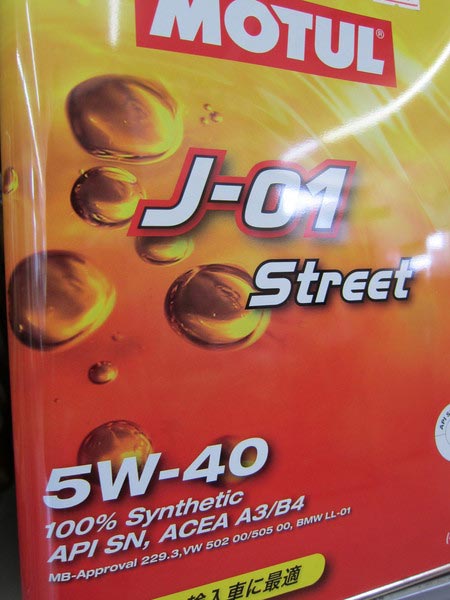 MOTUL®
J-01
Street
5W-40
100% Synthetic
API SN, ACEA A3/B4
MB-Approval 229.3,VW 502 00/505 00, BMW LL-01
輸入車に最適